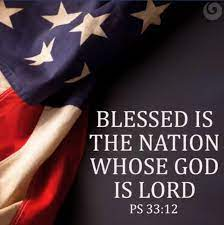 BLESSED IS
THE NATION
WHOSE GOD
IS LORD
PS 33:12